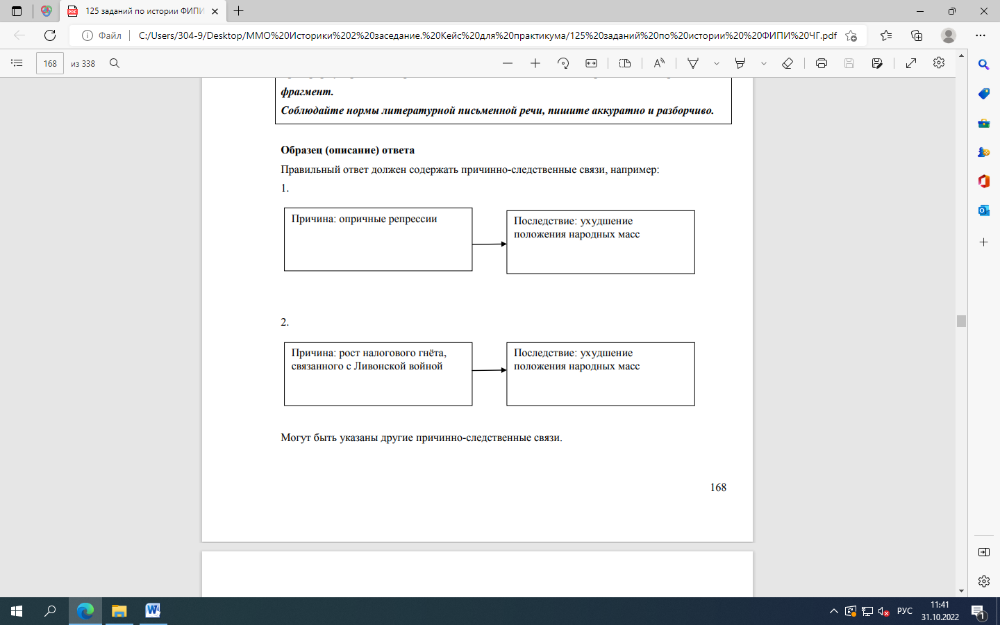 125 заданий по истории ФИПИ
Файл
C:/Users/304-9/Desktop/ММО%20Историки%202%20заседание.%20Кейс%20для%20практикума/125%20заданий%20по%20истории%20%20ФИПИ%20ЧГ.pdf
168
из 338
фрагмент.
Соблюдайте нормы литературной письменной речи, пишите аккуратно и разборчиво.
Образец (описание) ответа
Правильный ответ должен содержать причинно-следственные связи, например:
1.
Причина: опричные репрессии
Последствие: ухудшение
положения народных масс
2.
Причина: рост налогового гнёта,
связанного с Ливонской войной
Последствие: ухудшение
положения народных масс
Могут быть указаны другие причинно-следственные связи.
168
РУС
11:41
31.10.2022
1